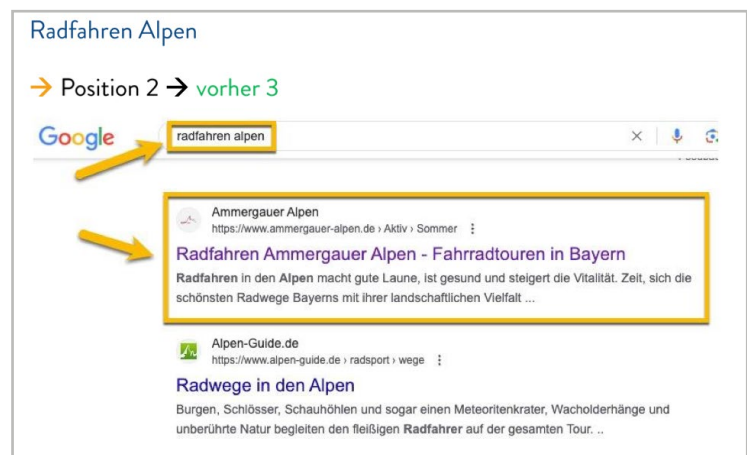 Radfahren Alpen
→ Position 2 → vorher 3
Google
radfahren alpen
Ammergauer Alpen
https://www.ammergauer-alpen.de › Aktiv › Sommer
Radfahren Ammergauer Alpen - Fahrradtouren in Bayern
Radfahren in den Alpen macht gute Laune, ist gesund und steigert die Vitalität. Zeit, sich die
schönsten Radwege Bayerns mit ihrer landschaftlichen Vielfalt ...
Alpen-Guide.de
https://www.alpen-guide.de › radsport › wege
Radwege in den Alpen
Burgen, Schlösser, Schauhöhlen und sogar einen Meteoritenkrater, Wacholderhänge und
unberührte Natur begleiten den fleißigen Radfahrer auf der gesamten Tour. ..